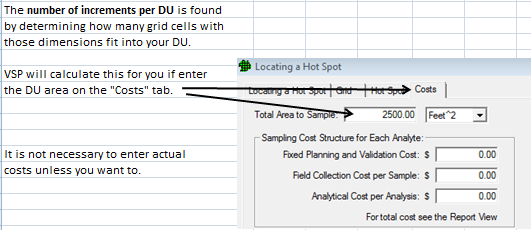 The number of increments per DU is found
by determining how many grid cells with
those dimensions fit into your DU.
VSP will calculate this for you if enter
the DU area on the "Costs" tab.
It is not necessary to enter actual
costs unless you want to.
Locating a Hot Spot
Locating a Hot Spot Grid Hot Spot Costs
Total Area to Sample: 2500.00 Feet^2
Sampling Cost Structure for Each Analyte:
Fixed Planning and Validation Cost: $ 0.00
Field Collection Cost per Sample: $ 0.00
Analytical Cost per Analysis: $ 0.00
For total cost see the Report View